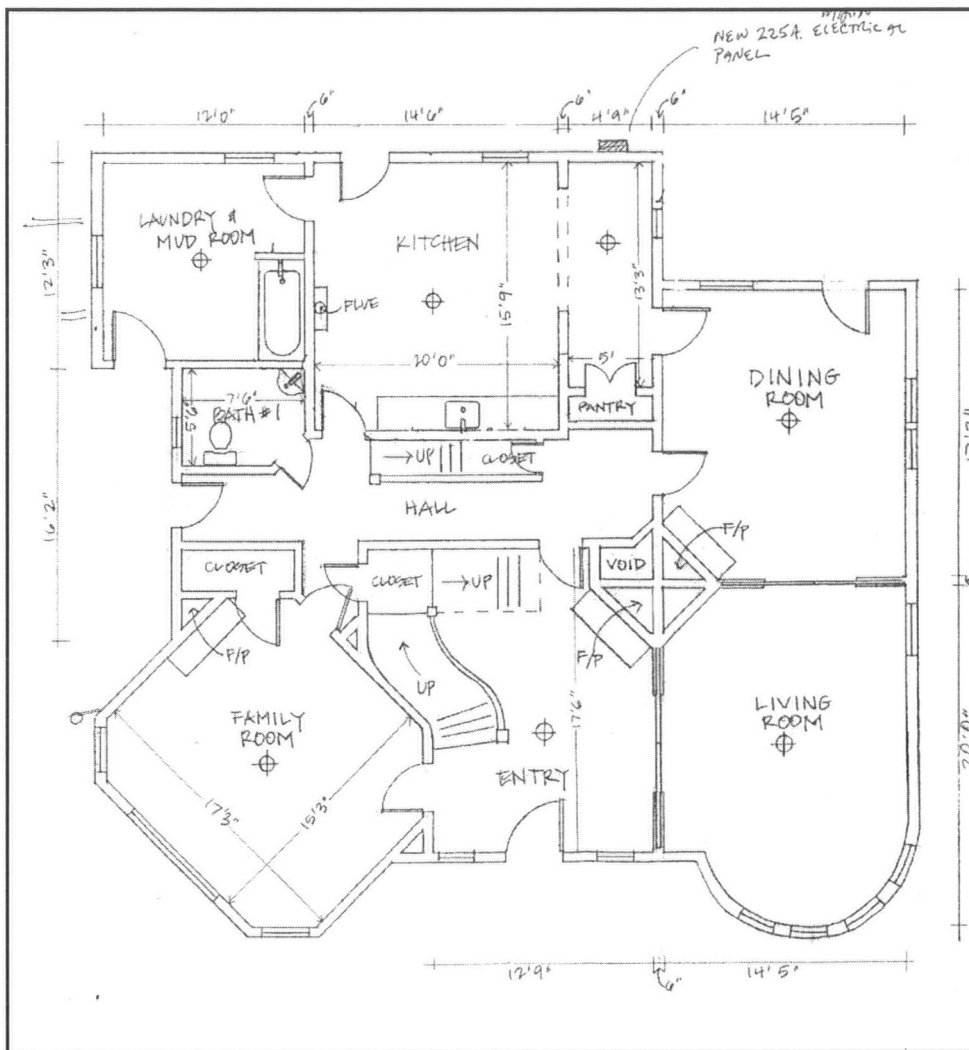 MAIN
NEW 225A. ELECTRICAL
PANEL
12'0"
6"
14'6"
6"
4'9"
6"
14'5"
LAUNDRY &
MUD ROOM
KITCHEN
FLUE
12'3"
15'9"
13'3"
20'0"
5'
PANTRY
DINING
ROOM
7'6"
5'6"
BATH #1
→UP
CLOSET
HALL
16'2"
F/P
VOID
CLOSET
CLOSET
→UP
F/P
F/P
UP
17'6"
FAMILY
ROOM
LIVING
ROOM
ENTRY
17'3"
15'3"
20'0"
12'9"
6"
14'5"